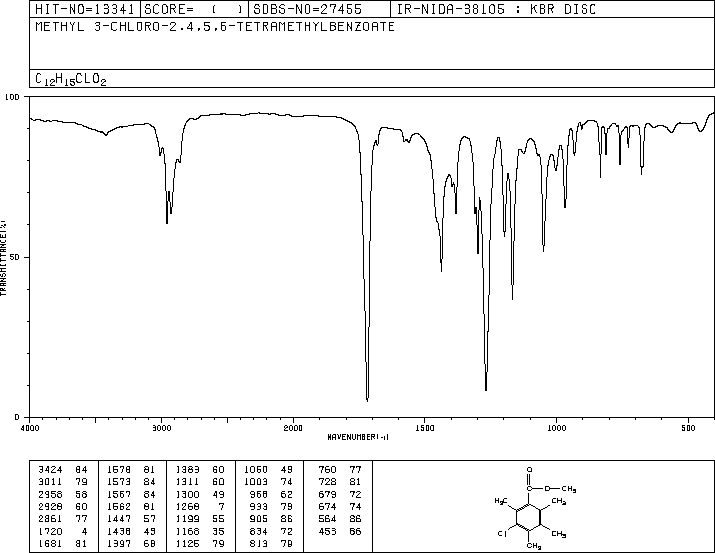 HIT-NO=13341 SCORE= ( ) SDBS-NO=27455 IR-NIDA-38105 : KBR DISC
METHYL 3-CHLORO-2,4,5,6-TETRAMETHYLBENZOATE
C12H15CLO2
100
50
0
TRANSMITTANCE(%)
4000 3000 2000 1500 1000 500
WAVENUMBER(-1)
3424 84 1578 81 1383 60 1060 49 760 77
3011 79 1573 84 1311 60 1003 74 728 81
2958 58 1567 84 1300 49 968 62 679 72
2928 60 1562 81 1268 7 933 79 674 74
2861 77 1447 57 1199 55 905 86 564 86
1720 4 1438 43 1168 35 834 72 453 86
1681 81 1397 68 1126 79 813 79
O
C O CH3
H3C CH3
Cl CH3
CH3